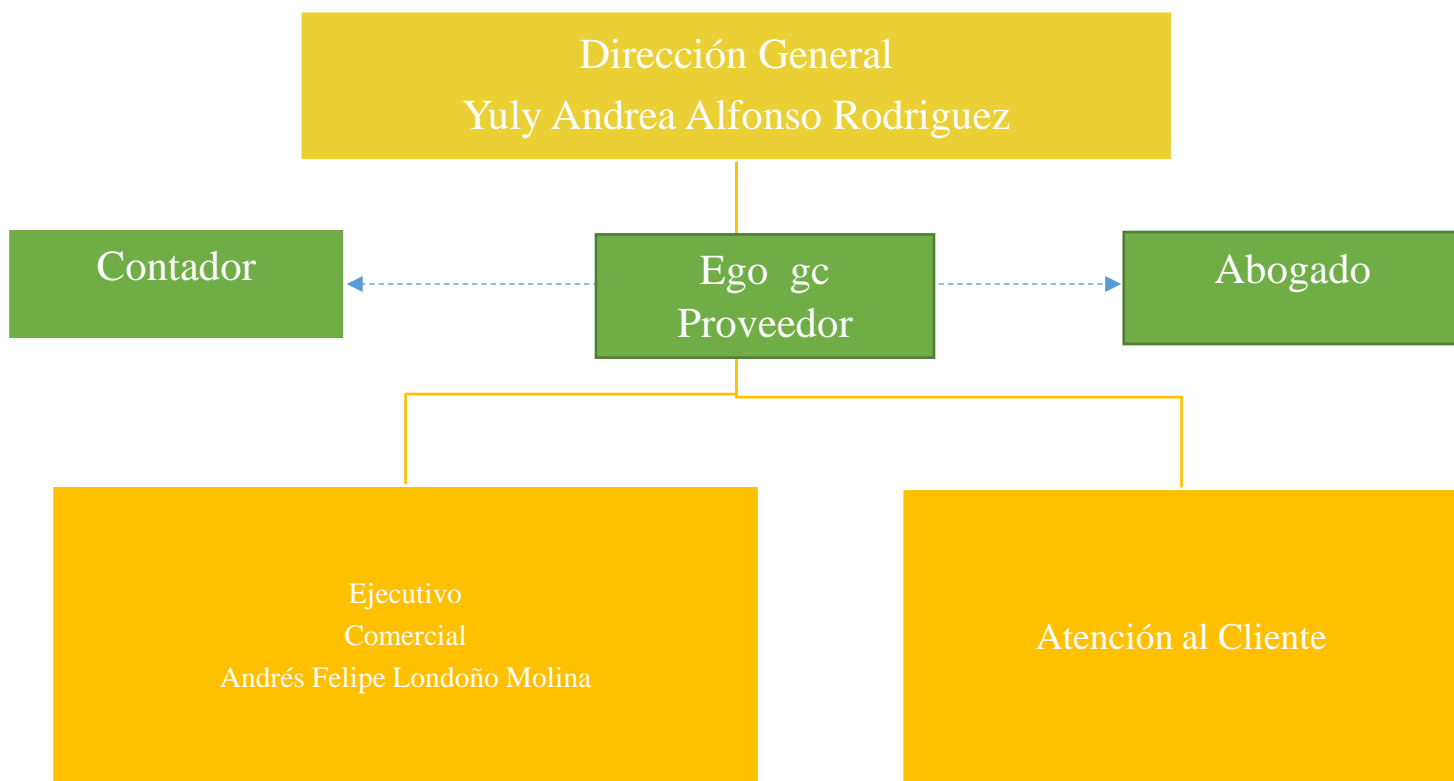 Dirección General
Yuly Andrea Alfonso Rodriguez
Contador
Ego  gc
Proveedor
Abogado
Ejecutivo
Comercial
Andrés Felipe Londoño Molina
Atención al Cliente